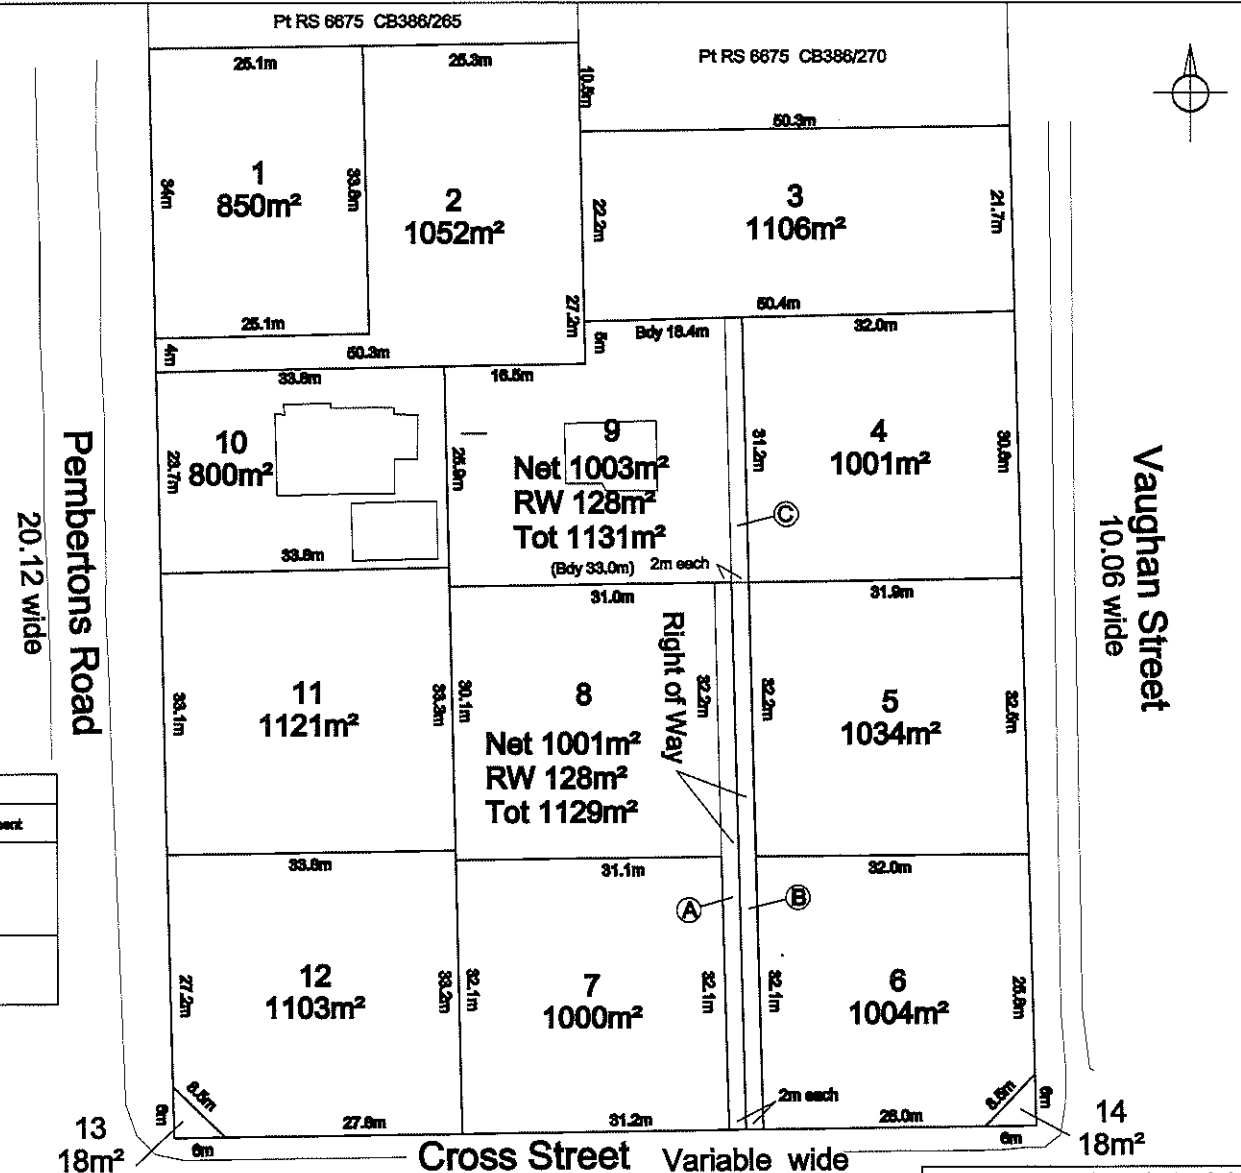 Pt RS 6675 CB386/265
Pt RS 6675 CB386/270
25.1m
25.3m
10.5m
50.3m
34m
1
850m²
33.8m
2
1052m²
22.2m
3
1106m²
21.7m
25.1m
27.2m
50.4m
4m
50.3m
5m
Bdy 18.4m
32.0m
33.8m
16.5m
23.7m
10
800m²
25.9m
9
Net 1003m²
RW 128m²
Tot 1131m²
31.2m
4
1001m²
30.8m
C
33.8m
(Bdy 33.0m)
2m each
31.0m
31.9m
Pembertons Road
20.12 wide
Vaughan Street
10.06 wide
33.1m
11
1121m²
33.3m
30.1m
8
Net 1001m²
RW 128m²
Tot 1129m²
32.2m
Right of Way
32.2m
5
1034m²
32.5m
33.8m
31.1m
32.0m
A
B
27.2m
12
1103m²
33.2m
32.1m
7
1000m²
32.1m
32.1m
6
1004m²
8.5m
6m
27.8m
31.2m
2m each
26.0m
8.5m
6m
13
18m²
6m
Cross Street Variable wide
6m
14
18m²